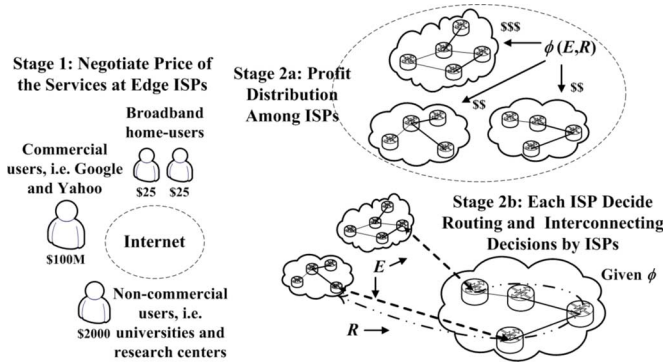 Stage 1: Negotiate Price of
the Services at Edge ISPs
Broadband
home-users
$25 $25
Commercial
users, i.e. Google
and Yahoo
$100M
Internet
Non-commercial
users, i.e.
universities and
research centers
$2000
Stage 2a: Profit
Distribution
Among ISPs
$$$
ϕ (E,R)
$$
$$
Stage 2b: Each ISP Decide
Routing and Interconnecting
Decisions by ISPs
E
R
Given ϕ